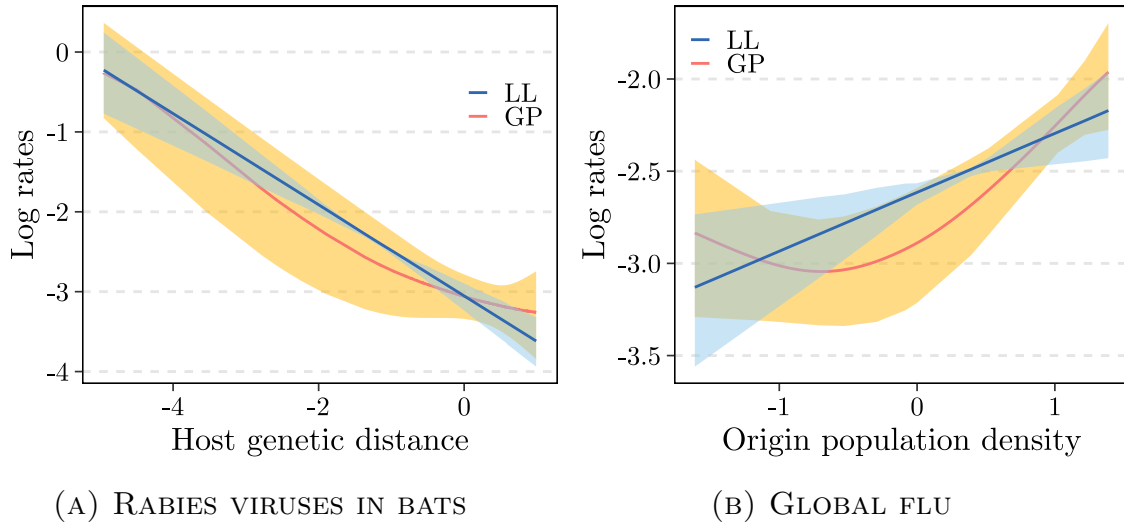 0
-1
-2
-3
-4
Log rates
LL
GP
-4
-2
0
Host genetic distance
(A) RABIES VIRUSES IN BATS
-2.0
-2.5
-3.0
-3.5
Log rates
LL
GP
-1
0
1
Origin population density
(B) GLOBAL FLU